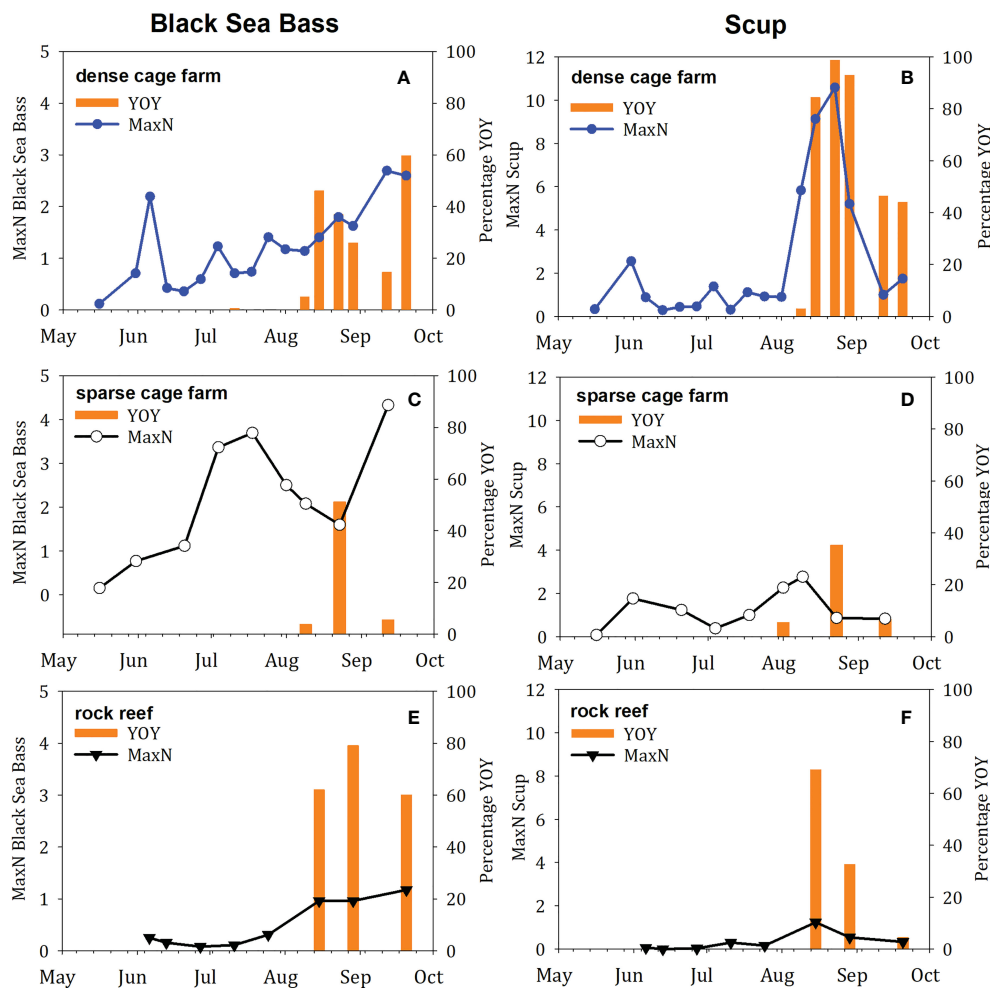 Black Sea Bass
Scup
5
4
3
2
1
0
MaxN Black Sea Bass
dense cage farm
A
YOY
MaxN
100
80
60
40
20
0
Percentage YOY
May Jun Jul Aug Sep Oct
12
10
8
6
4
2
0
MaxN Scup
dense cage farm
B
YOY
MaxN
100
80
60
40
20
0
Percentage YOY
May Jun Jul Aug Sep Oct
5
4
3
2
1
0
MaxN Black Sea Bass
sparse cage farm
C
YOY
MaxN
100
80
60
40
20
0
Percentage YOY
May Jun Jul Aug Sep Oct
12
10
8
6
4
2
0
MaxN Scup
sparse cage farm
D
YOY
MaxN
100
80
60
40
20
0
Percentage YOY
May Jun Jul Aug Sep Oct
5
4
3
2
1
0
MaxN Black Sea Bass
rock reef
E
YOY
MaxN
100
80
60
40
20
0
Percentage YOY
May Jun Jul Aug Sep Oct
12
10
8
6
4
2
0
MaxN Scup
rock reef
F
YOY
MaxN
100
80
60
40
20
0
Percentage YOY
May Jun Jul Aug Sep Oct